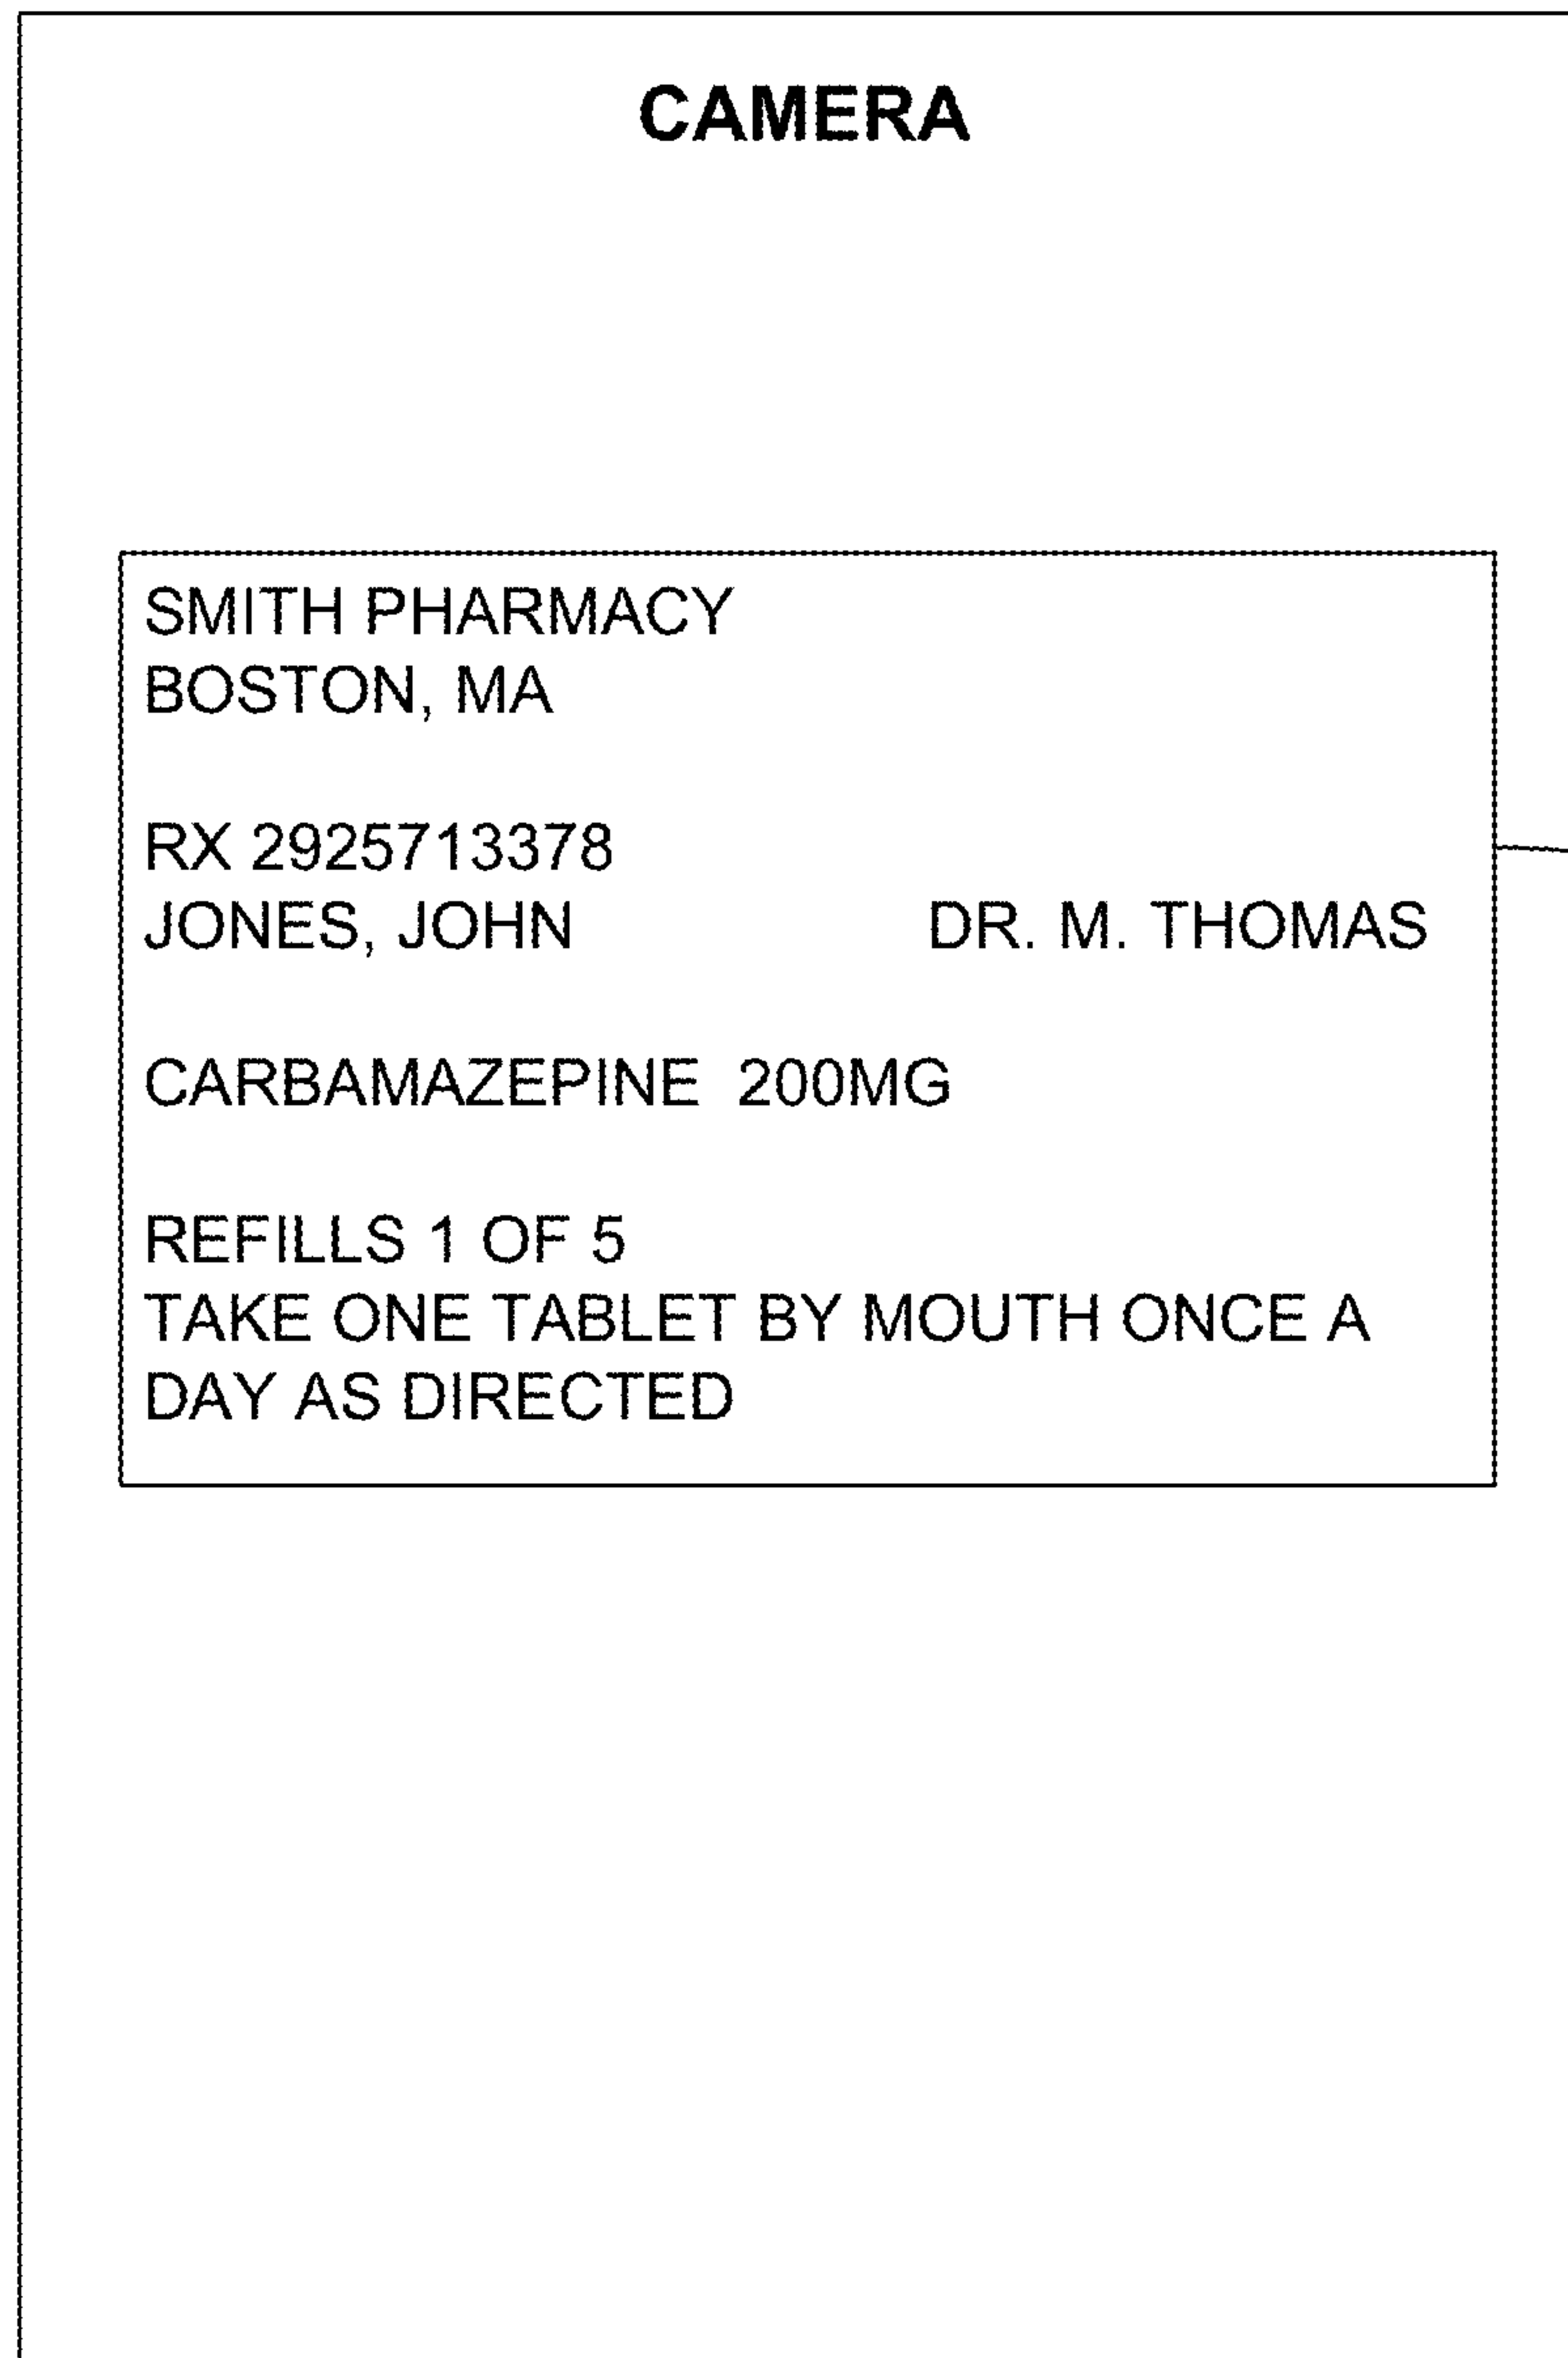 CAMERA
SMITH PHARMACY
BOSTON, MA
RX 2925713378
JONES, JOHN DR. M. THOMAS
CARBAMAZEPINE 200MG
REFILLS 1 OF 5
TAKE ONE TABLET BY MOUTH ONCE A
DAY AS DIRECTED